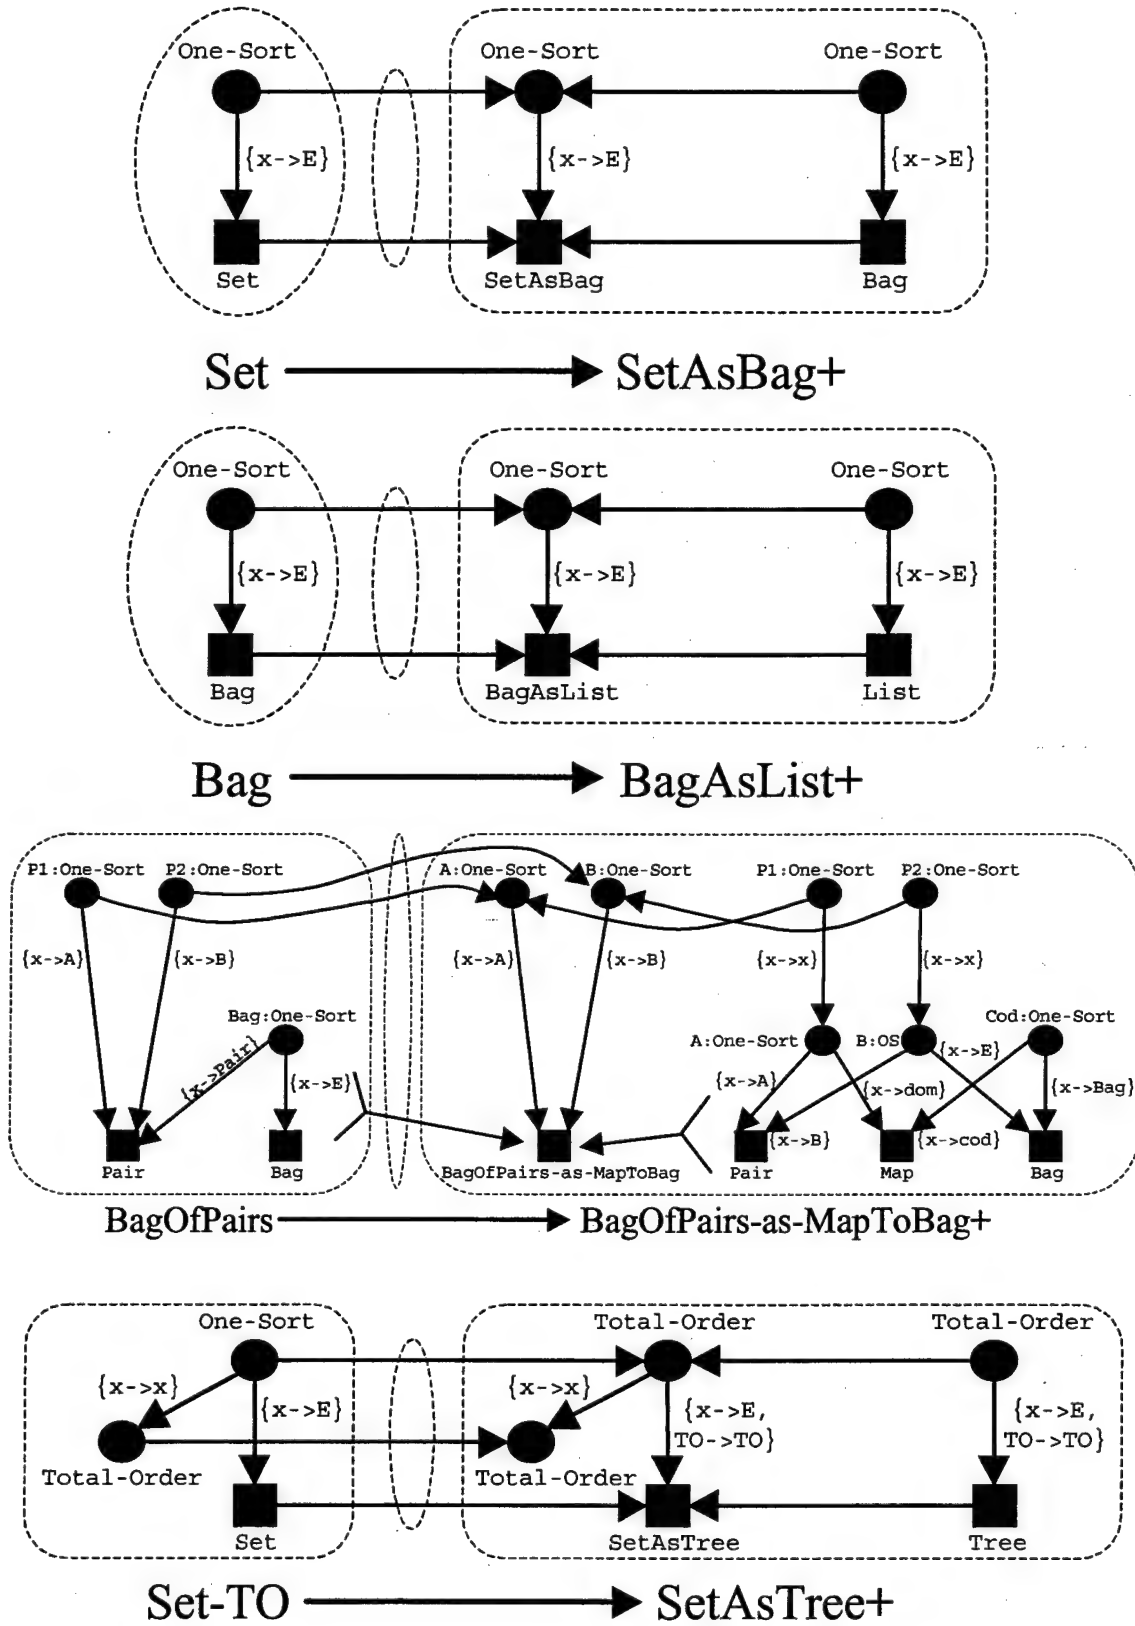 One-Sort One-Sort One-Sort
{x->E} {x->E} {x->E}
Set SetAsBag Bag
Set SetAsBag+
One-Sort One-Sort One-Sort
{x->E} {x->E} {x->E}
Bag BagAsList List
Bag BagAsList+
P1:One-Sort P2:One-Sort A:One-Sort B:One-Sort P1:One-Sort P2:One-Sort
{x->A} {x->B} {x->A} {x->B} {x->x} {x->x}
Bag:One-Sort Cod:One-Sort
A:One-Sort B:OS {x->E}
{x->Pair} {x->E} {x->A} {x->dom} {x->Bag}
{x->B} {x->cod}
Pair Bag BagOfPairs-as-MapToBag Pair Map Bag
BagOfPairs BagOfPairs-as-MapToBag+
One-Sort Total-Order Total-Order
{x->x} {x->E} {x->x} {x->E, {x->E,
TO->TO} TO->TO}
Total-Order Total-Order
Set SetAsTree Tree
Set-TO SetAsTree+